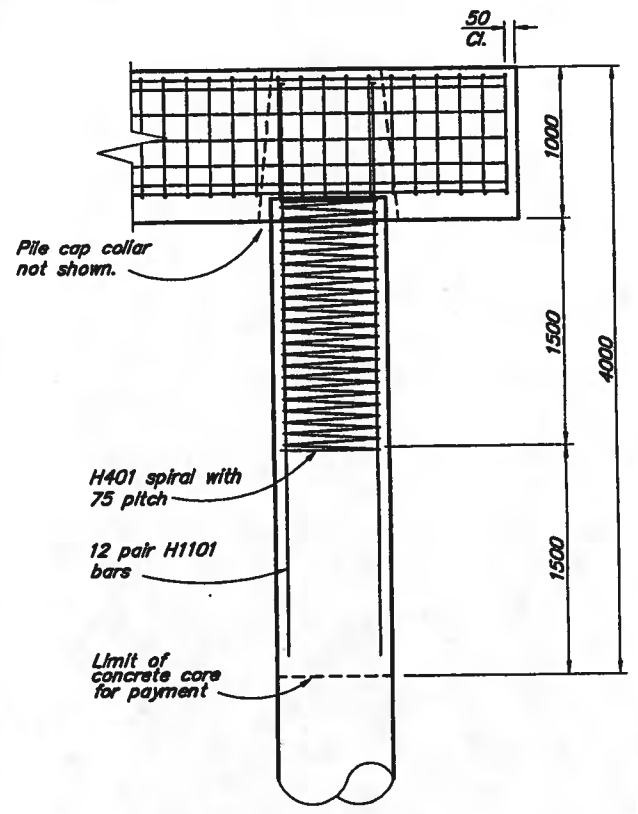 50
Cl.
1000
Pile cap collar
not shown.
1500
4000
H401 spiral with
75 pitch
12 pair H1101
bars
1500
Limit of
concrete core
for payment